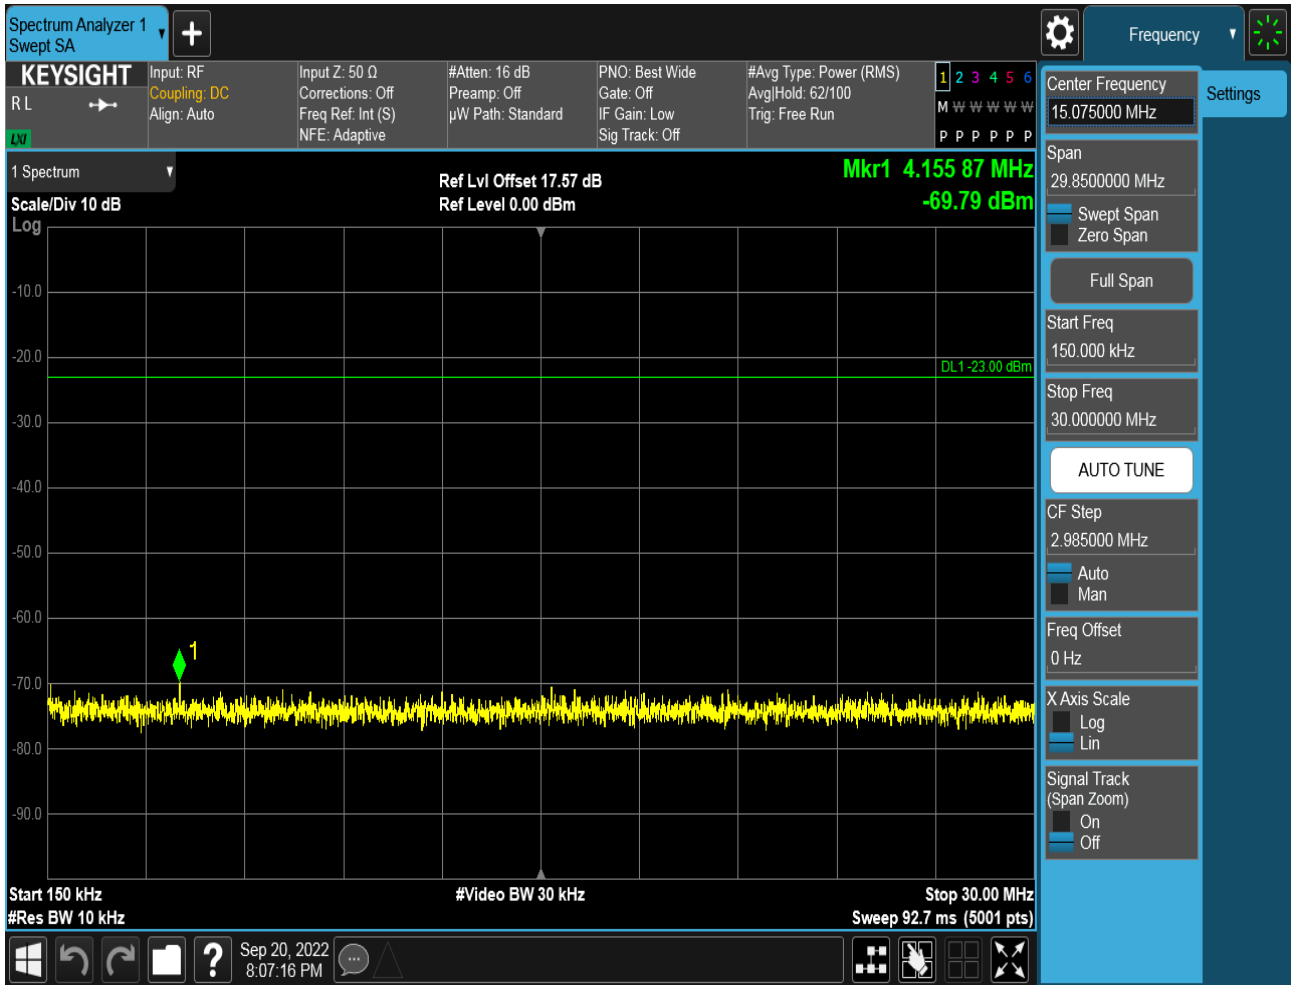 Spectrum Analyzer 1
Swept SA
Frequency
KEYSIGHT
R L
LXI
Input: RF
Coupling: DC
Align: Auto
Input Z: 50 Ω
Corrections: Off
Freq Ref: Int (S)
NFE: Adaptive
#Atten: 16 dB
Preamp: Off
µW Path: Standard
PNO: Best Wide
Gate: Off
IF Gain: Low
Sig Track: Off
#Avg Type: Power (RMS)
Avg|Hold: 62/100
Trig: Free Run
1 2 3 4 5 6
M W W W W W
P P P P P P
1 Spectrum
Scale/Div 10 dB
Log
Ref Lvl Offset 17.57 dB
Ref Level 0.00 dBm
Mkr1 4.155 87 MHz
-69.79 dBm
-10.0
-20.0
DL1 -23.00 dBm
-30.0
-40.0
-50.0
-60.0
1
-70.0
-80.0
-90.0
Start 150 kHz
#Res BW 10 kHz
#Video BW 30 kHz
Stop 30.00 MHz
Sweep 92.7 ms (5001 pts)
Center Frequency
15.075000 MHz
Settings
Span
29.8500000 MHz
Swept Span
Zero Span
Full Span
Start Freq
150.000 kHz
Stop Freq
30.000000 MHz
AUTO TUNE
CF Step
2.985000 MHz
Auto
Man
Freq Offset
0 Hz
X Axis Scale
Log
Lin
Signal Track
(Span Zoom)
On
Off
?
Sep 20, 2022
8:07:16 PM